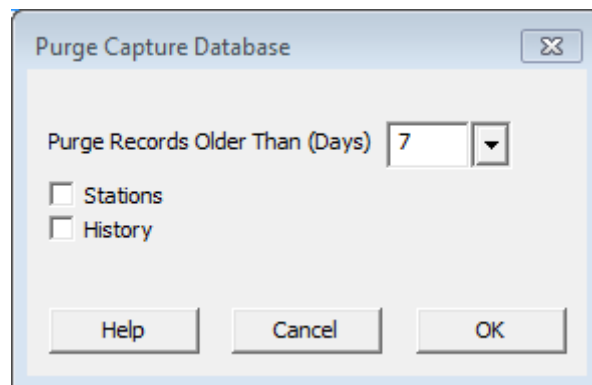 Purge Capture Database
Purge Records Older Than (Days) 7
Stations
History
Help Cancel OK